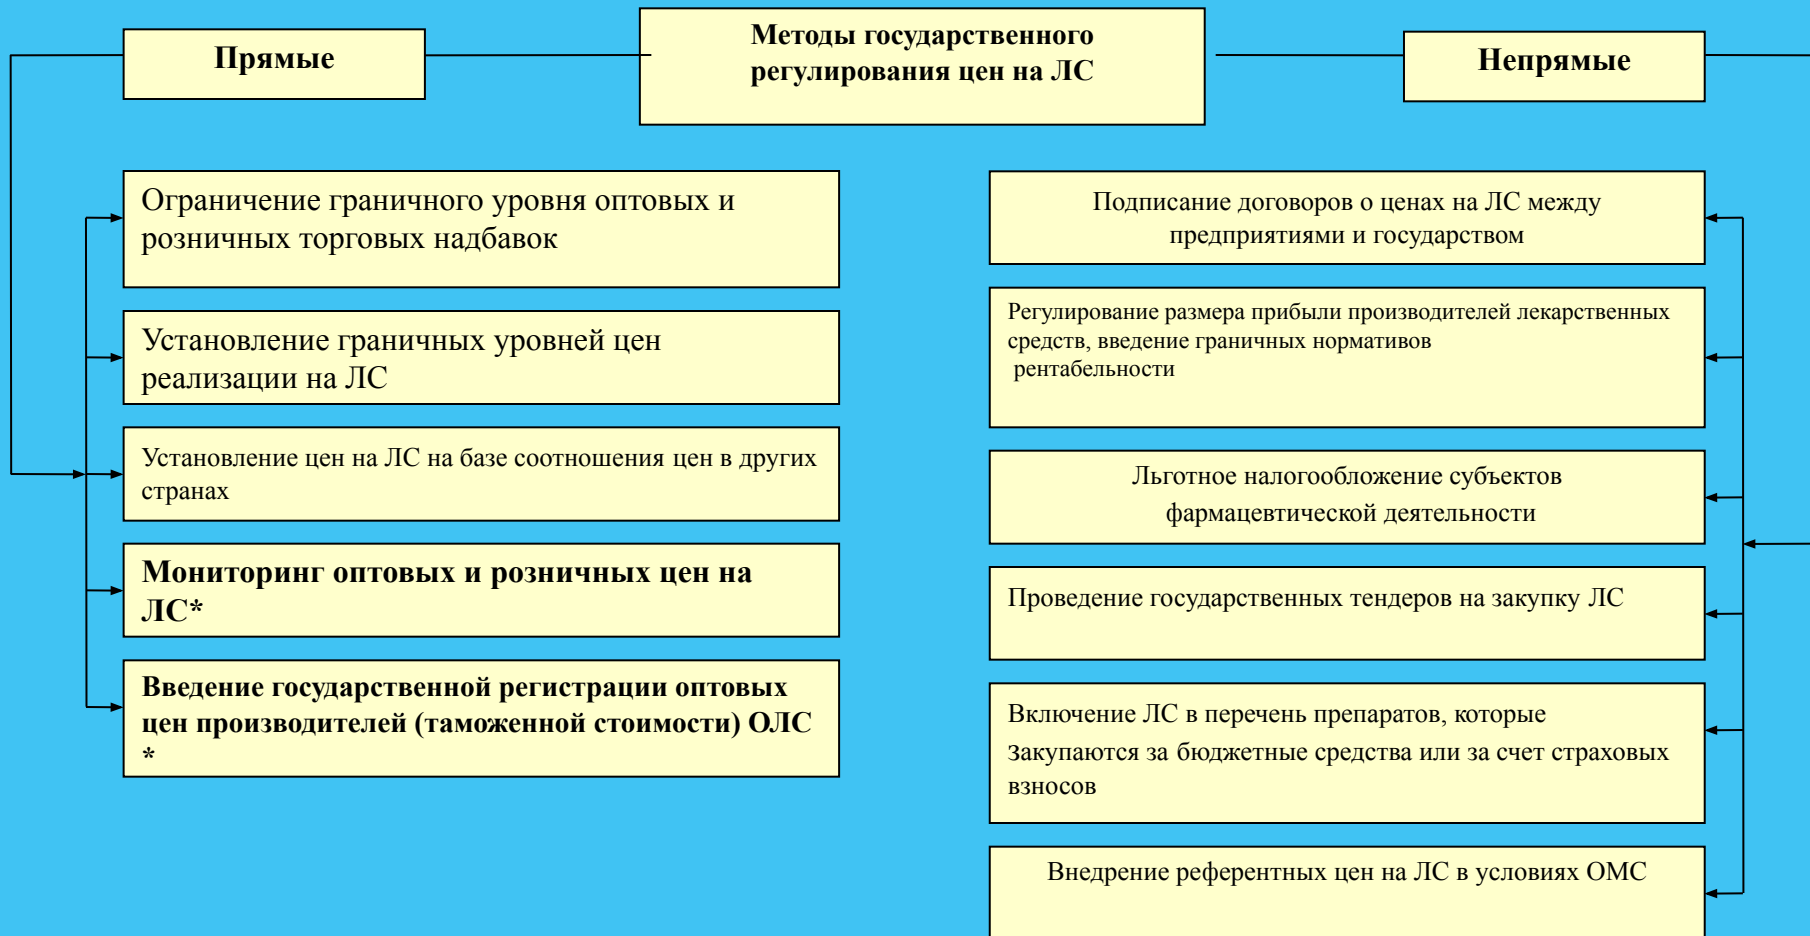 Прямые
Методы государственного
регулирования цен на ЛС
Непрямые
Ограничение граничного уровня оптовых и
розничных торговых надбавок
Установление граничных уровней цен
реализации на ЛС
Установление цен на ЛС на базе соотношения цен в других
странах
Мониторинг оптовых и розничных цен на
ЛС*
Введение государственной регистрации оптовых
цен производителей (таможенной стоимости) ОЛС
*
Подписание договоров о ценах на ЛС между
предприятиями и государством
Регулирование размера прибыли производителей лекарственных
средств, введение граничных нормативов
рентабельности
Льготное налогообложение субъектов
фармацевтической деятельности
Проведение государственных тендеров на закупку ЛС
Включение ЛС в перечень препаратов, которые
закупаются за бюджетные средства или за счет страховых
взносов
Внедрение референтных цен на ЛС в условиях ОМС